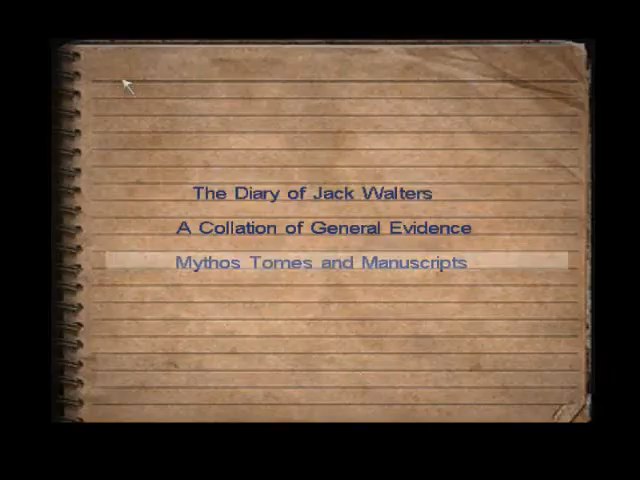 The Diary of Jack Walters
A Collation of General Evidence
Mythos Tomes and Manuscripts